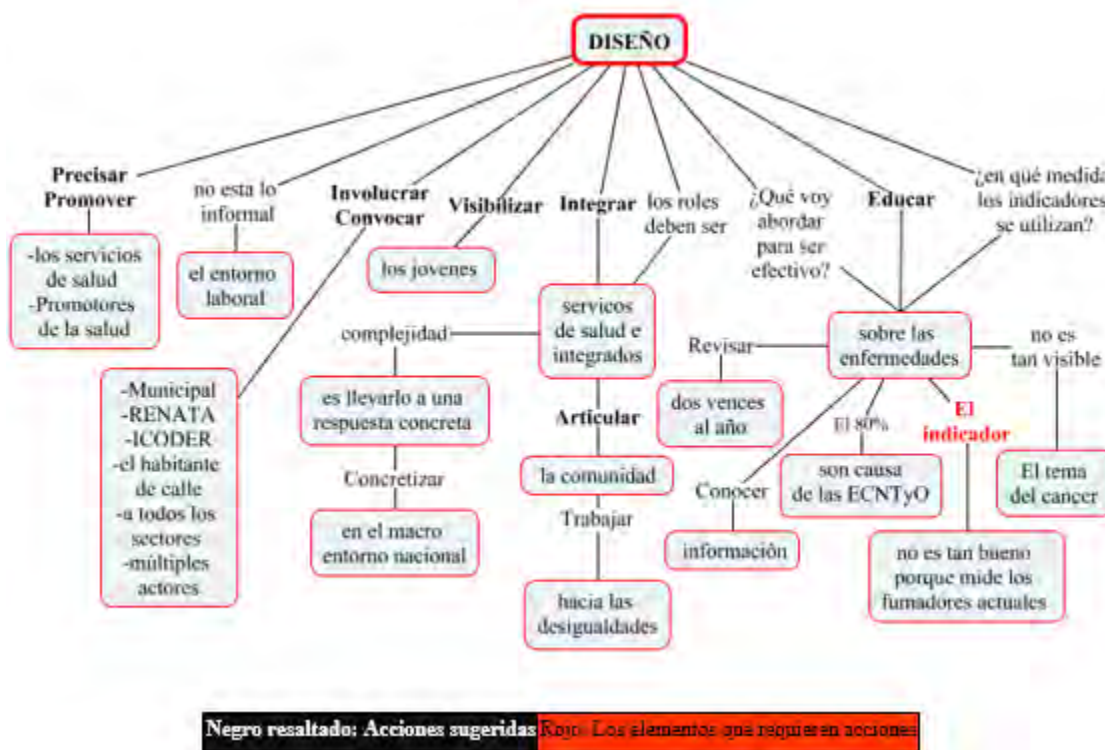 DISEÑO
Precisar
Promover
-los servicios
de salud
-Promotores
de la salud
no esta lo
informal
el entorno
laboral
Involucrar
Convocar
-Municipal
-RENATA
-ICODER
-el habitante
de calle
-a todos los
sectores
-múltiples
actores
Visibilizar
los jovenes
Integrar
los roles
deben ser
servicos
de salud e
integrados
complejidad
es llevarlo a una
respuesta concreta
Concretizar
en el macro
entorno nacional
Articular
la comunidad
Trabajar
hacia las
desigualdades
¿Qué voy
abordar
para ser
efectivo?
Educar
¿en qué medida
los indicadores
se utilizan?
sobre las
enfermedades
Revisar
dos vences
al año
Conocer
información
El 80%
son causa
de las ECNTyO
El
indicador
no es tan bueno
porque mide los
fumadores actuales
no es
tan visible
El tema
del cancer
Negro resaltado: Acciones sugeridas Rojo: Los elementos que requieren acciones